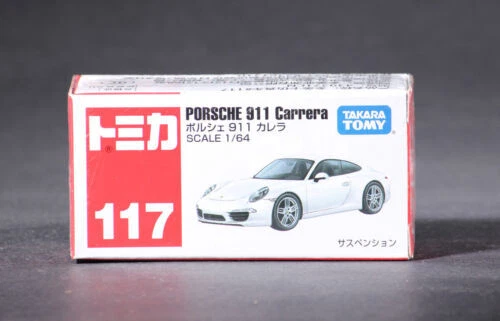 トミカ
117
PORSCHE 911 Carrera
ポルシェ 911 カレラ
SCALE 1/64
TAKARA
TOMY
サスペンション